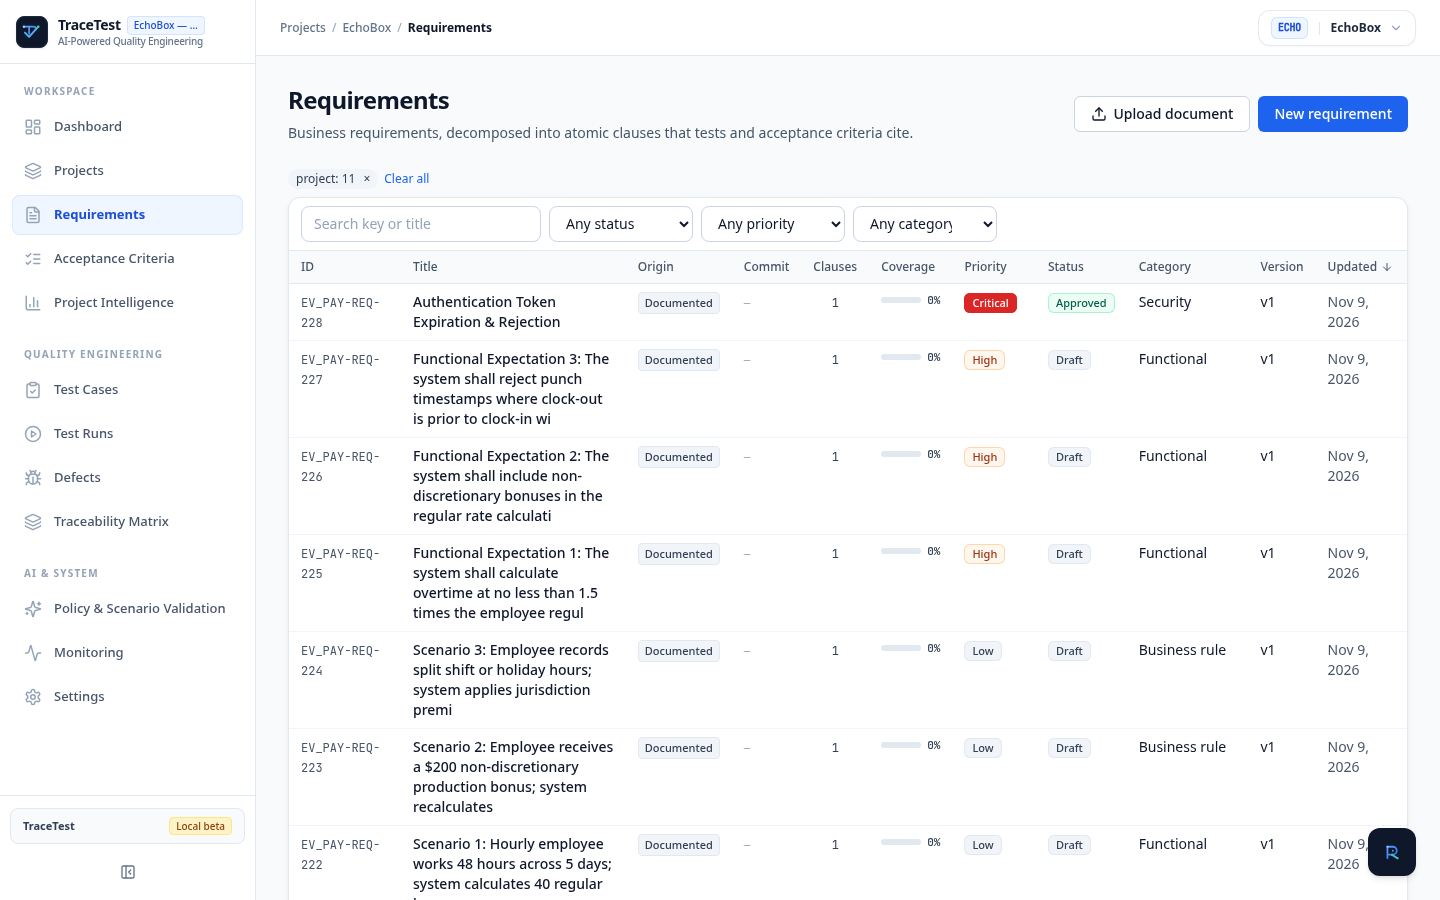 TraceTest EchoBox — ...
AI-Powered Quality Engineering
WORKSPACE
Dashboard
Projects
Requirements
Acceptance Criteria
Project Intelligence
QUALITY ENGINEERING
Test Cases
Test Runs
Defects
Traceability Matrix
AI & SYSTEM
Policy & Scenario Validation
Monitoring
Settings
TraceTest Local beta
Projects / EchoBox / Requirements
ECHO EchoBox
Requirements
Business requirements, decomposed into atomic clauses that tests and acceptance criteria cite.
Upload document New requirement
project: 11 × Clear all
Search key or title Any status Any priority Any category
ID Title Origin Commit Clauses Coverage Priority Status Category Version Updated ↓
EV_PAY-REQ- Authentication Token Documented — 1 0% Critical Approved Security v1 Nov 9,
228 Expiration & Rejection 2026
EV_PAY-REQ- Functional Expectation 3: The Documented — 1 0% High Draft Functional v1 Nov 9,
227 system shall reject punch 2026
timestamps where clock-out
is prior to clock-in wi
EV_PAY-REQ- Functional Expectation 2: The Documented — 1 0% High Draft Functional v1 Nov 9,
226 system shall include non- 2026
discretionary bonuses in the
regular rate calculati
EV_PAY-REQ- Functional Expectation 1: The Documented — 1 0% High Draft Functional v1 Nov 9,
225 system shall calculate 2026
overtime at no less than 1.5
times the employee regul
EV_PAY-REQ- Scenario 3: Employee records Documented — 1 0% Low Draft Business rule v1 Nov 9,
224 split shift or holiday hours; 2026
system applies jurisdiction
premi
EV_PAY-REQ- Scenario 2: Employee receives Documented — 1 0% Low Draft Business rule v1 Nov 9,
223 a $200 non-discretionary 2026
production bonus; system
recalculates
EV_PAY-REQ- Scenario 1: Hourly employee Documented — 1 0% Low Draft Functional v1 Nov 9,
222 works 48 hours across 5 days; 2026
system calculates 40 regular